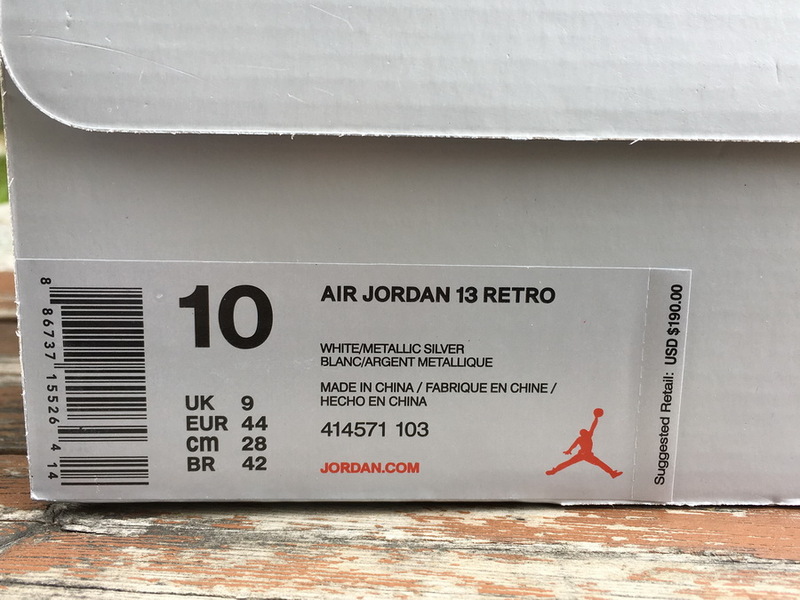 10
UK 9
EUR 44
cm 28
BR 42
AIR JORDAN 13 RETRO
WHITE/METALLIC SILVER
BLANC/ARGENT METALLIQUE
MADE IN CHINA / FABRIQUE EN CHINE /
HECHO EN CHINA
414571 103
JORDAN.COM
Suggested Retail: USD $190.00
8 86737 15526 4 14